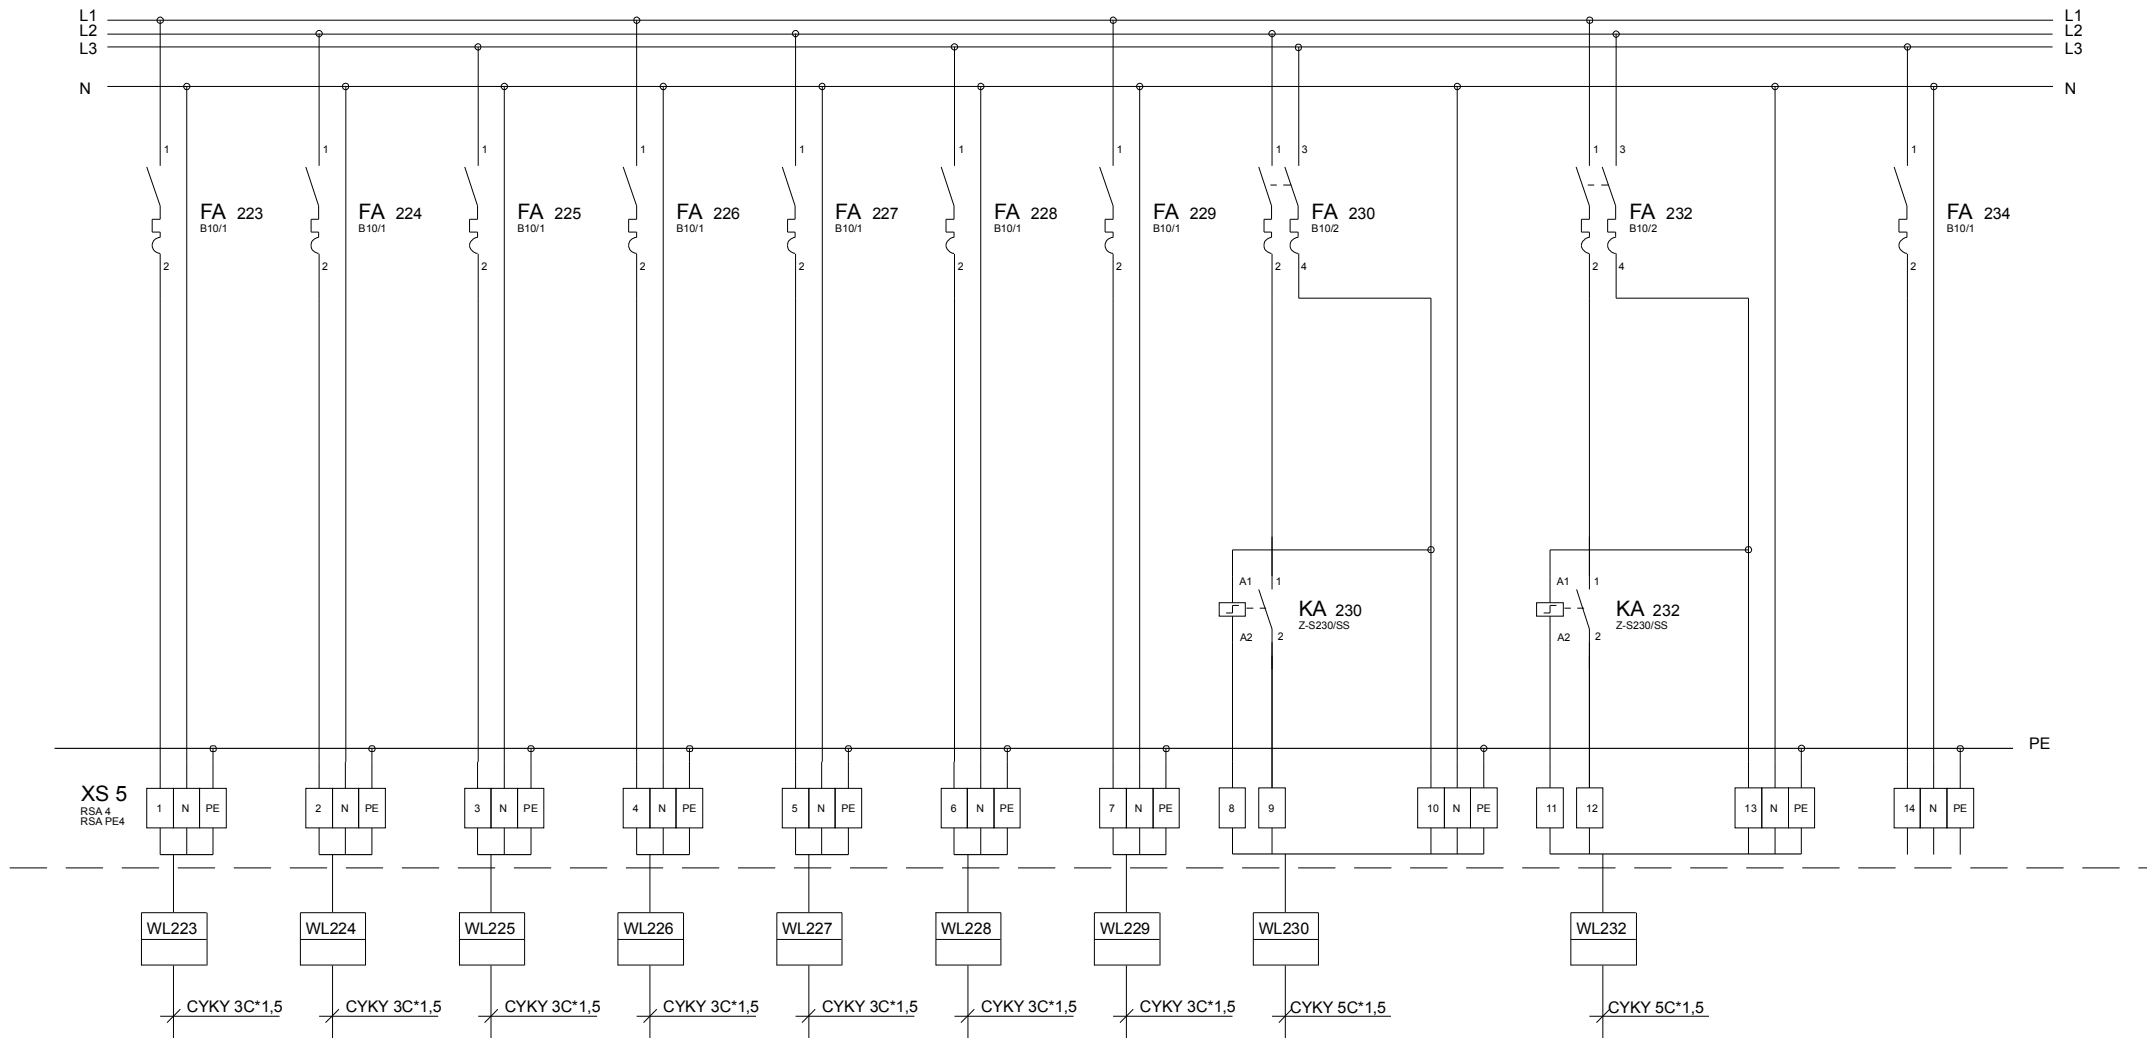 L1 L1
L2 L2
L3 L3
N N
1 1 1 1 1 1 1 1 3 1 3 1
FA 223 FA 224 FA 225 FA 226 FA 227 FA 228 FA 229 FA 230 FA 232 FA 234
B10/1 B10/1 B10/1 B10/1 B10/1 B10/1 B10/1 B10/2 B10/2 B10/1
2 2 2 2 2 2 2 2 4 2 4 2
A1 1 A1 1
KA 230 KA 232
Z-S230/SS Z-S230/SS
A2 2 A2 2
PE
XS 5
RSA 4
RSA PE4
1 N PE 2 N PE 3 N PE 4 N PE 5 N PE 6 N PE 7 N PE 8 9 10 N PE 11 12 13 N PE 14 N PE
WL223 WL224 WL225 WL226 WL227 WL228 WL229 WL230 WL232
CYKY 3C*1,5 CYKY 3C*1,5 CYKY 3C*1,5 CYKY 3C*1,5 CYKY 3C*1,5 CYKY 3C*1,5 CYKY 3C*1,5 CYKY 5C*1,5 CYKY 5C*1,5